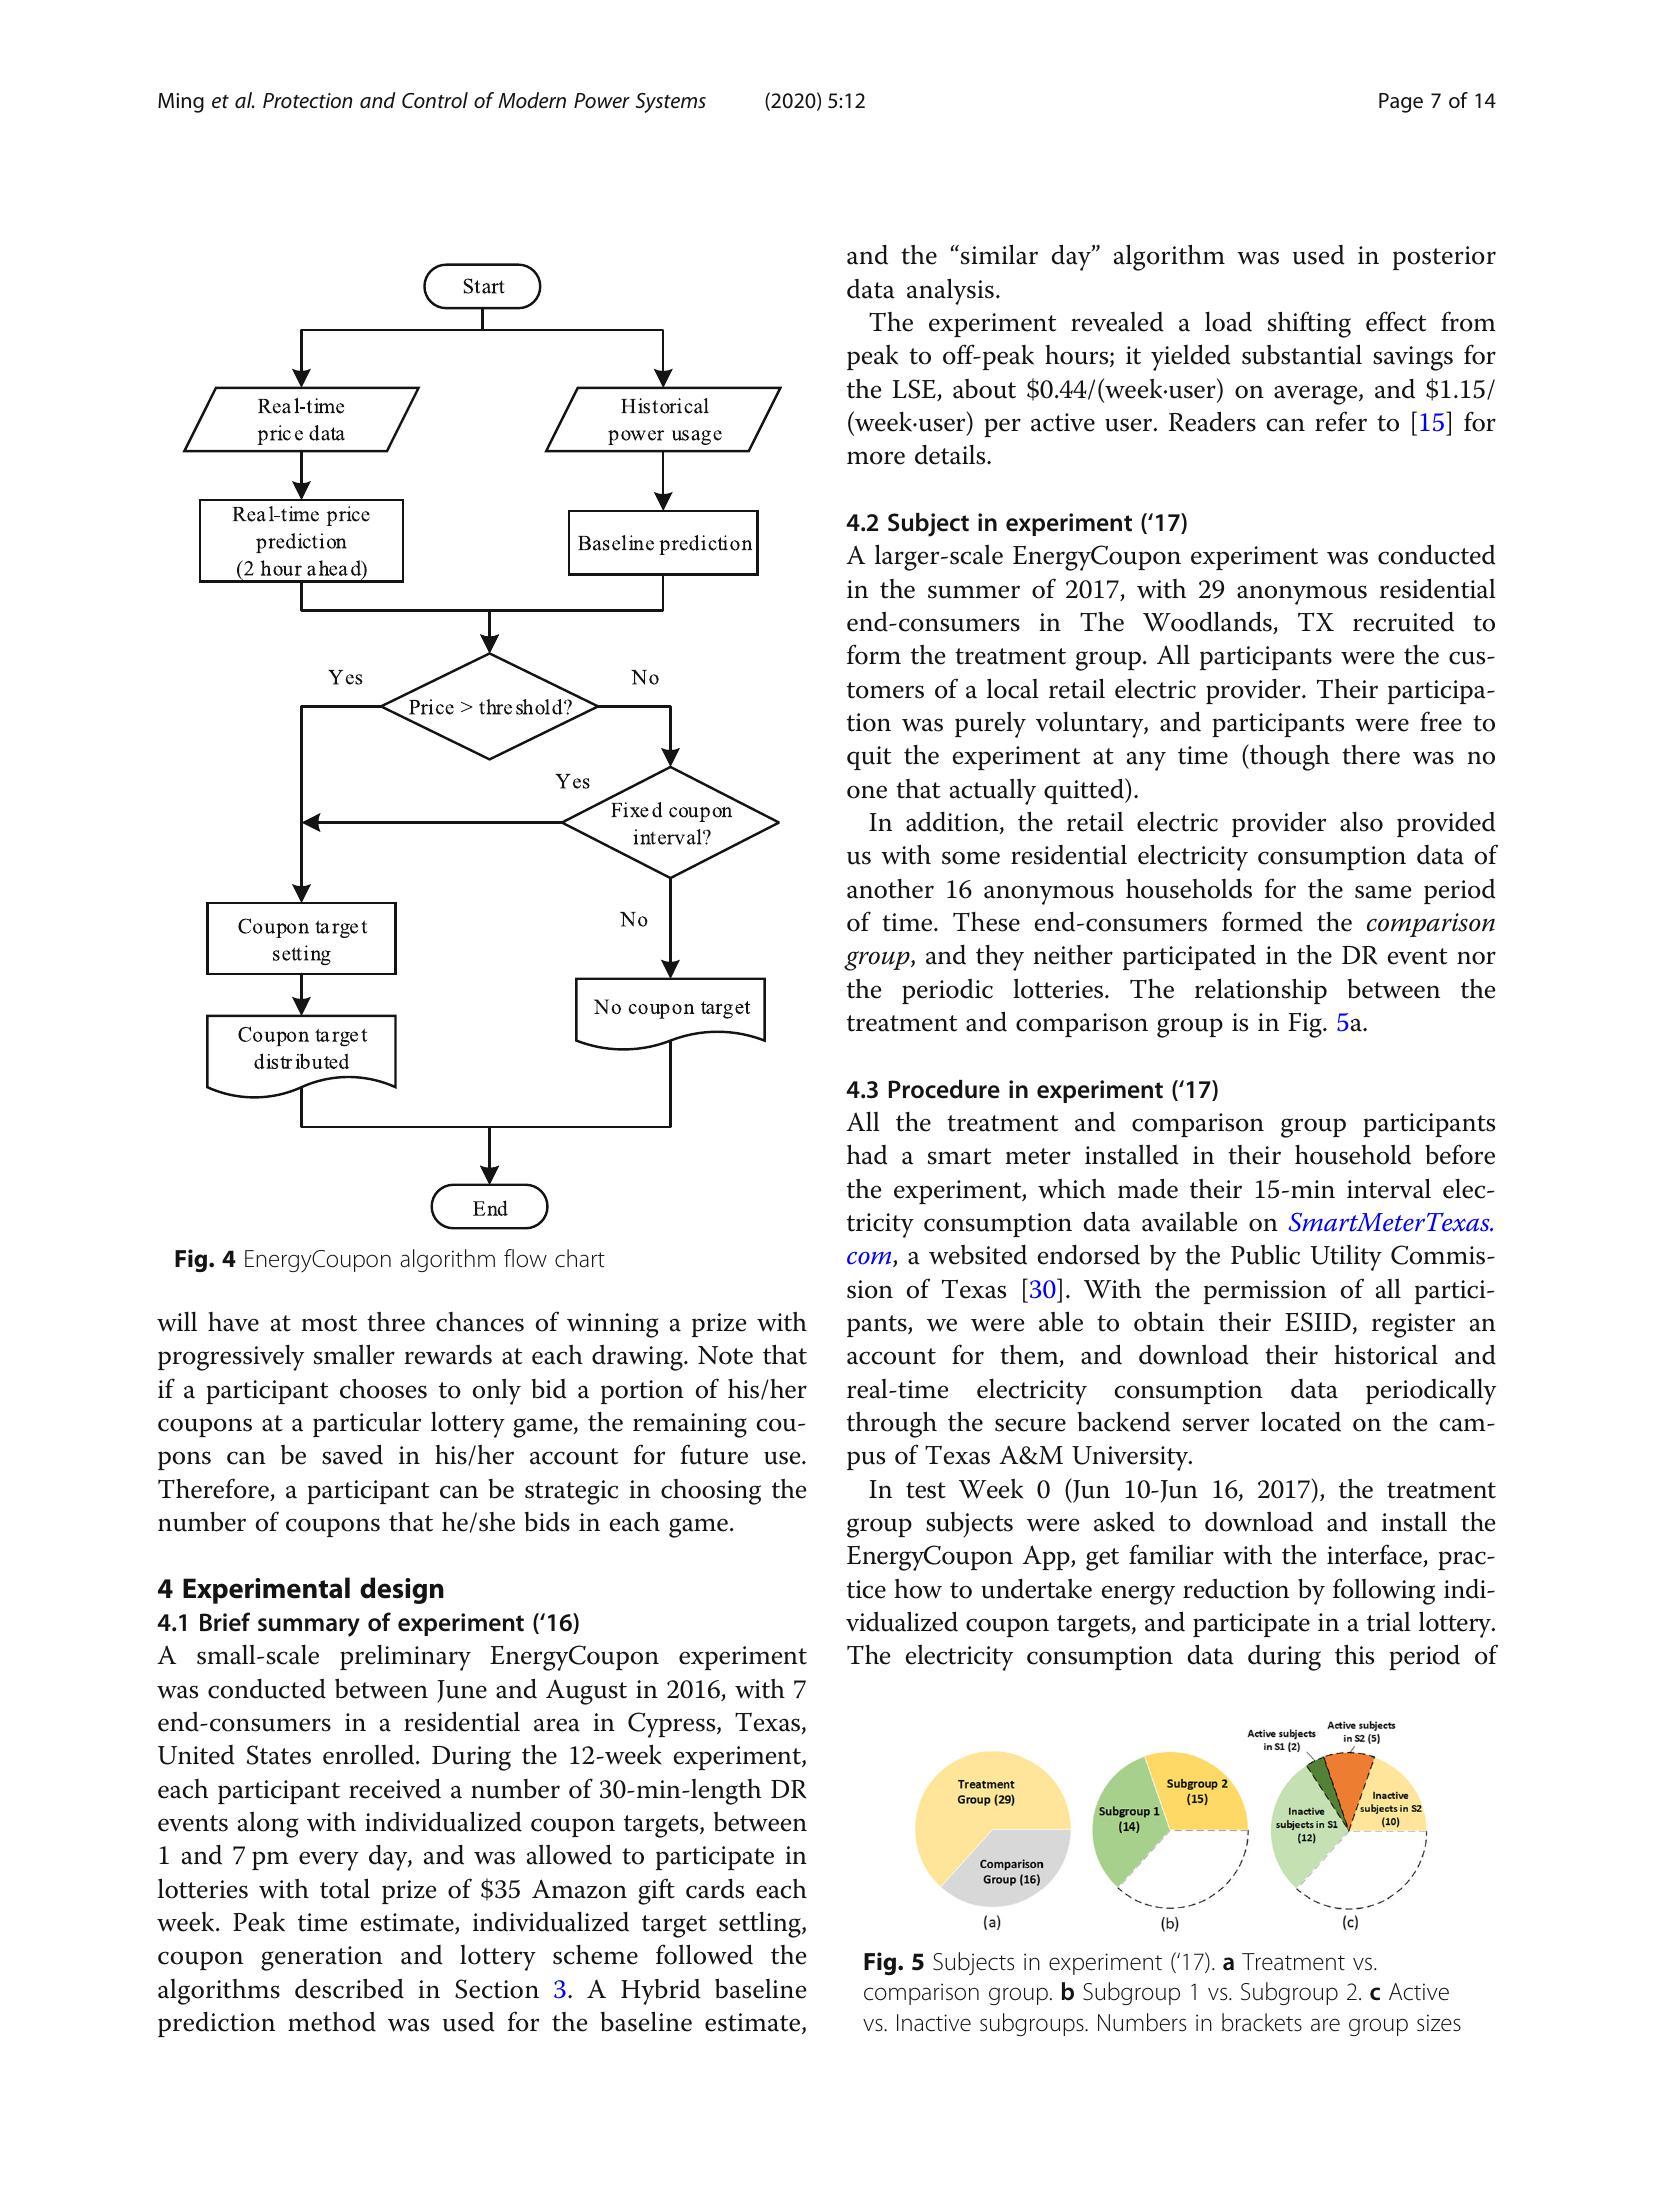 Ming et al. Protection and Control of Modern Power Systems (2020) 5:12 Page 7 of 14
Start
Real-time
price data
Historical
power usage
Real-time price
prediction
(2 hour ahead)
Baseline prediction
Yes
No
Price > threshold?
Yes
Fixed coupon
interval?
No
Coupon target
setting
No coupon target
Coupon target
distributed
End
Fig. 4 EnergyCoupon algorithm flow chart
will have at most three chances of winning a prize with
progressively smaller rewards at each drawing. Note that
if a participant chooses to only bid a portion of his/her
coupons at a particular lottery game, the remaining cou-
pons can be saved in his/her account for future use.
Therefore, a participant can be strategic in choosing the
number of coupons that he/she bids in each game.
4 Experimental design
4.1 Brief summary of experiment (‘16)
A small-scale preliminary EnergyCoupon experiment
was conducted between June and August in 2016, with 7
end-consumers in a residential area in Cypress, Texas,
United States enrolled. During the 12-week experiment,
each participant received a number of 30-min-length DR
events along with individualized coupon targets, between
1 and 7 pm every day, and was allowed to participate in
lotteries with total prize of $35 Amazon gift cards each
week. Peak time estimate, individualized target settling,
coupon generation and lottery scheme followed the
algorithms described in Section 3. A Hybrid baseline
prediction method was used for the baseline estimate,
and the “similar day” algorithm was used in posterior
data analysis.
The experiment revealed a load shifting effect from
peak to off-peak hours; it yielded substantial savings for
the LSE, about $0.44/(week·user) on average, and $1.15/
(week·user) per active user. Readers can refer to [15] for
more details.
4.2 Subject in experiment (‘17)
A larger-scale EnergyCoupon experiment was conducted
in the summer of 2017, with 29 anonymous residential
end-consumers in The Woodlands, TX recruited to
form the treatment group. All participants were the cus-
tomers of a local retail electric provider. Their participa-
tion was purely voluntary, and participants were free to
quit the experiment at any time (though there was no
one that actually quitted).
In addition, the retail electric provider also provided
us with some residential electricity consumption data of
another 16 anonymous households for the same period
of time. These end-consumers formed the comparison
group, and they neither participated in the DR event nor
the periodic lotteries. The relationship between the
treatment and comparison group is in Fig. 5a.
4.3 Procedure in experiment (‘17)
All the treatment and comparison group participants
had a smart meter installed in their household before
the experiment, which made their 15-min interval elec-
tricity consumption data available on SmartMeterTexas.
com, a websited endorsed by the Public Utility Commis-
sion of Texas [30]. With the permission of all partici-
pants, we were able to obtain their ESIID, register an
account for them, and download their historical and
real-time electricity consumption data periodically
through the secure backend server located on the cam-
pus of Texas A&M University.
In test Week 0 (Jun 10-Jun 16, 2017), the treatment
group subjects were asked to download and install the
EnergyCoupon App, get familiar with the interface, prac-
tice how to undertake energy reduction by following indi-
vidualized coupon targets, and participate in a trial lottery.
The electricity consumption data during this period of
Treatment
Group (29)
Comparison
Group (16)
(a)
Subgroup 1
(14)
Subgroup 2
(15)
(b)
Active subjects
in S1 (2)
Active subjects
in S2 (5)
Inactive
subjects in S1
(12)
Inactive
subjects in S2
(10)
(c)
Fig. 5 Subjects in experiment (‘17). a Treatment vs.
comparison group. b Subgroup 1 vs. Subgroup 2. c Active
vs. Inactive subgroups. Numbers in brackets are group sizes